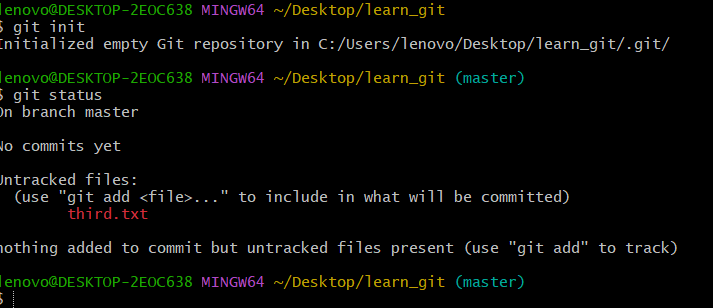 lenovo@DESKTOP-2EOC638 MINGW64 ~/Desktop/learn_git
$ git init
Initialized empty Git repository in C:/Users/lenovo/Desktop/learn_git/.git/
lenovo@DESKTOP-2EOC638 MINGW64 ~/Desktop/learn_git (master)
$ git status
On branch master
No commits yet
Untracked files:
(use "git add <file>..." to include in what will be committed)
third.txt
nothing added to commit but untracked files present (use "git add" to track)
lenovo@DESKTOP-2EOC638 MINGW64 ~/Desktop/learn_git (master)
$